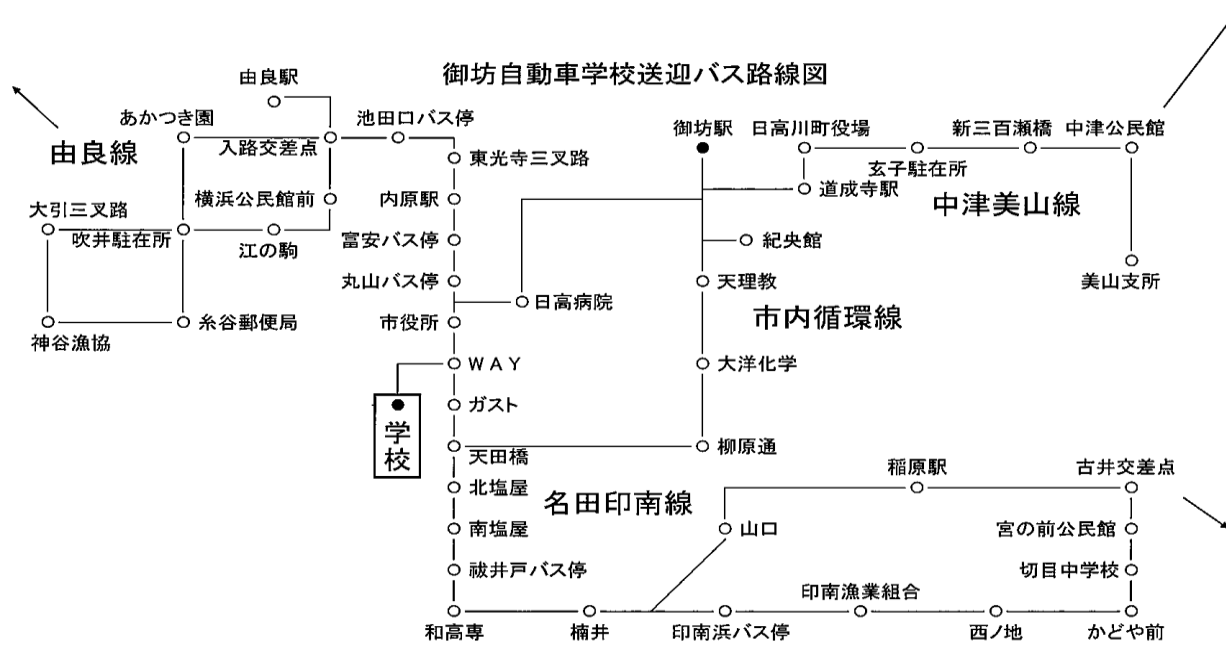 御坊自動車学校送迎バス路線図
由良駅
あかつき園
入路交差点
池田口バス停
由良線
東光寺三叉路
横浜公民館前
内原駅
大引三叉路
吹井駐在所
江の駒
富安バス停
丸山バス停
日高病院
神谷漁協
糸谷郵便局
市役所
WAY
学校
ガスト
天田橋
御坊駅
日高川町役場
新三百瀬橋
中津公民館
玄子駐在所
道成寺駅
中津美山線
紀央館
天理教
美山支所
市内循環線
大洋化学
柳原通
北塩屋
名田印南線
稲原駅
古井交差点
南塩屋
山口
宮の前公民館
祓井戸バス停
切目中学校
印南漁業組合
和高専
楠井
印南浜バス停
西ノ地
かどや前